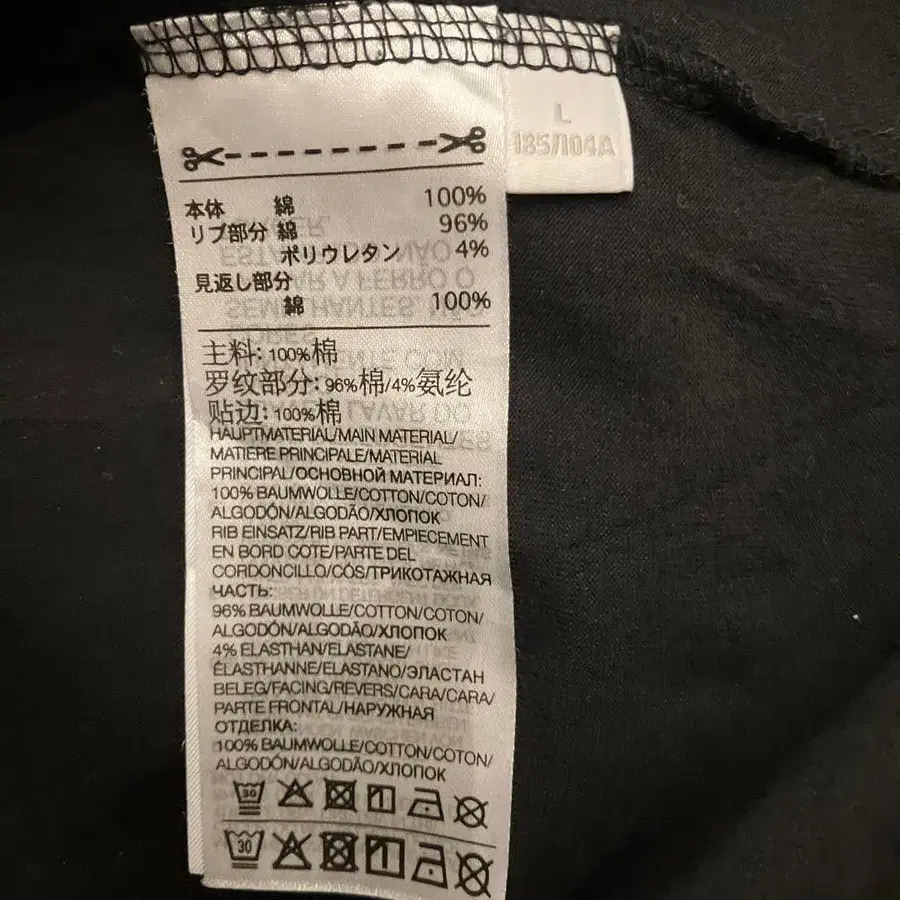 L
185/104A
本体 綿 100%
リブ部分 綿 96%
ポリウレタン 4%
見返し部分
綿 100%
主料: 100%棉
罗纹部分: 96%棉/4%氨纶
贴边: 100%棉
HAUPTMATERIAL/MAIN MATERIAL/
MATIERE PRINCIPALE/MATERIAL
PRINCIPAL/ОСНОВНОЙ МАТЕРИАЛ:
100% BAUMWOLLE/COTTON/COTON/
ALGODÓN/ALGODÃO/ХЛОПОК
RIB EINSATZ/RIB PART/EMPIECEMENT
EN BORD COTE/PARTE DEL
CORDONCILLO/CÓS/ТРИКОТАЖНАЯ
ЧАСТЬ:
96% BAUMWOLLE/COTTON/COTON/
ALGODÓN/ALGODÃO/ХЛОПОК
4% ELASTHAN/ELASTANE/
ÉLASTHANNE/ELASTANO/ЭЛАСТАН
BELEG/FACING/REVERS/CARA/CARA/
PARTE FRONTAL/НАРУЖНАЯ
ОТДЕЛКА:
100% BAUMWOLLE/COTTON/COTON/
ALGODÓN/ALGODÃO/ХЛОПОК
30
30